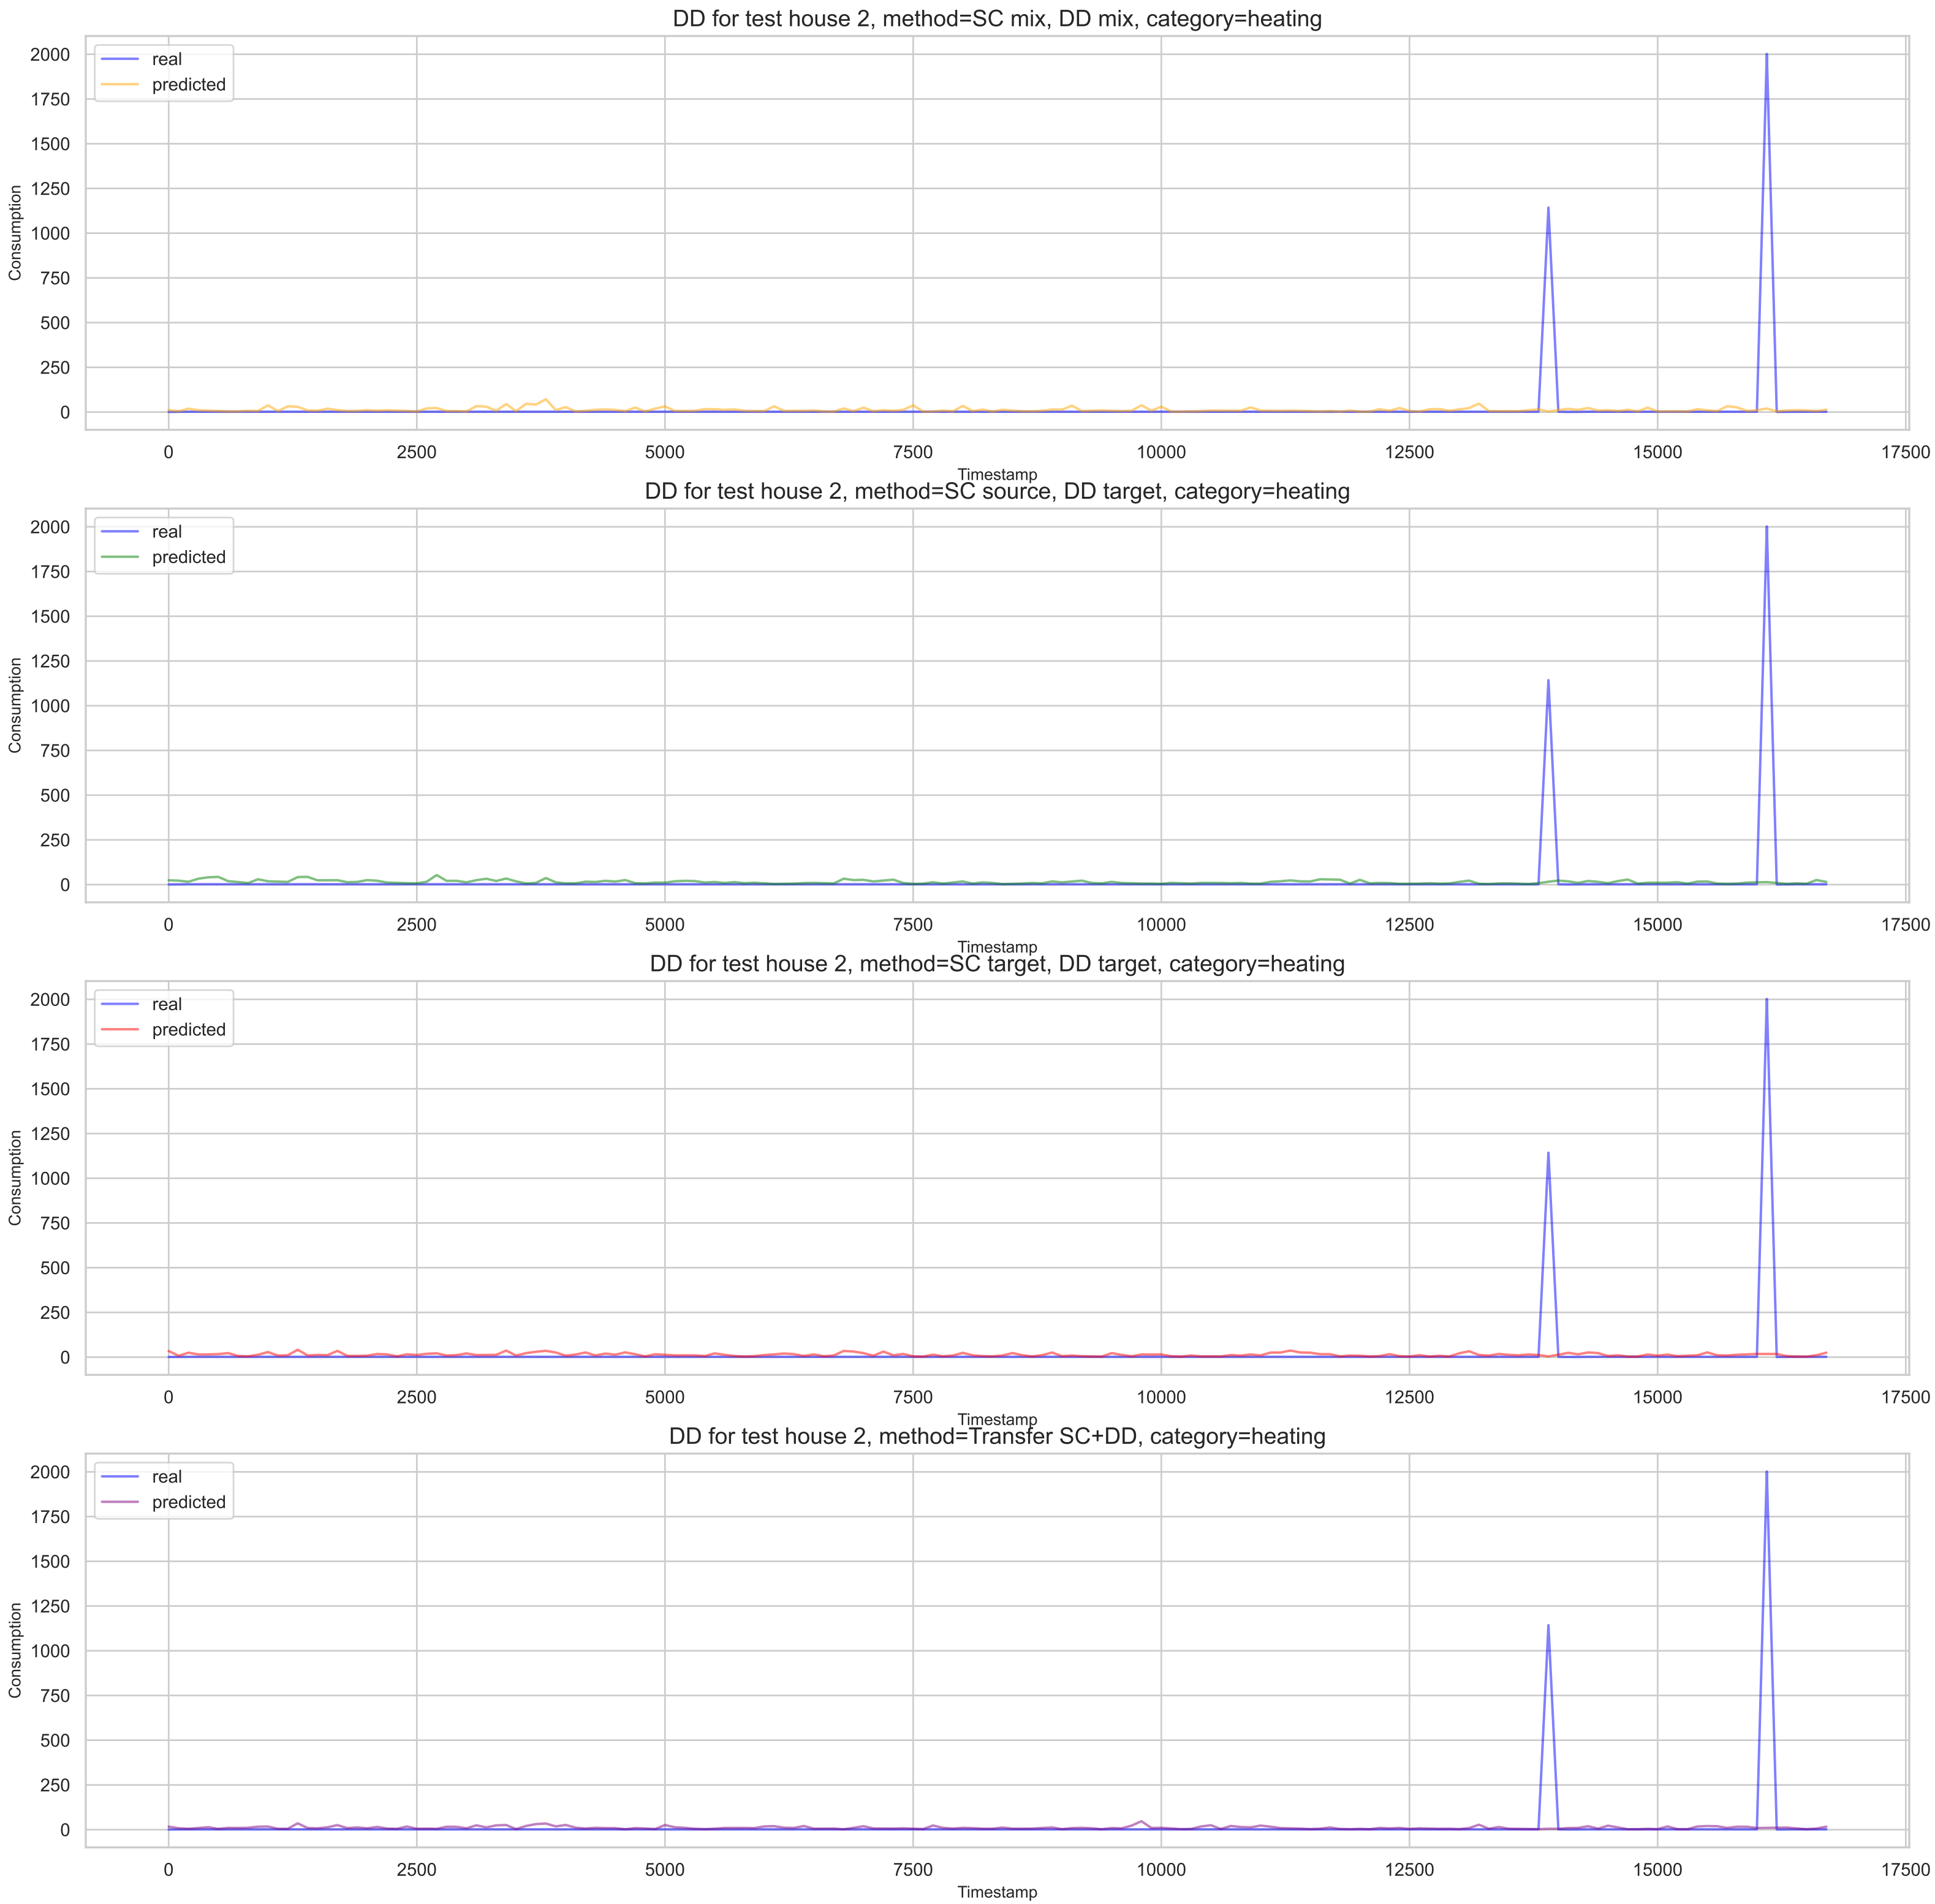 DD for test house 2, method=SC mix, DD mix, category=heating
real
predicted
Consumption
2000
1750
1500
1250
1000
750
500
250
0
0 2500 5000 7500 10000 12500 15000 17500
Timestamp
DD for test house 2, method=SC source, DD target, category=heating
real
predicted
Consumption
2000
1750
1500
1250
1000
750
500
250
0
0 2500 5000 7500 10000 12500 15000 17500
Timestamp
DD for test house 2, method=SC target, DD target, category=heating
real
predicted
Consumption
2000
1750
1500
1250
1000
750
500
250
0
0 2500 5000 7500 10000 12500 15000 17500
Timestamp
DD for test house 2, method=Transfer SC+DD, category=heating
real
predicted
Consumption
2000
1750
1500
1250
1000
750
500
250
0
0 2500 5000 7500 10000 12500 15000 17500
Timestamp